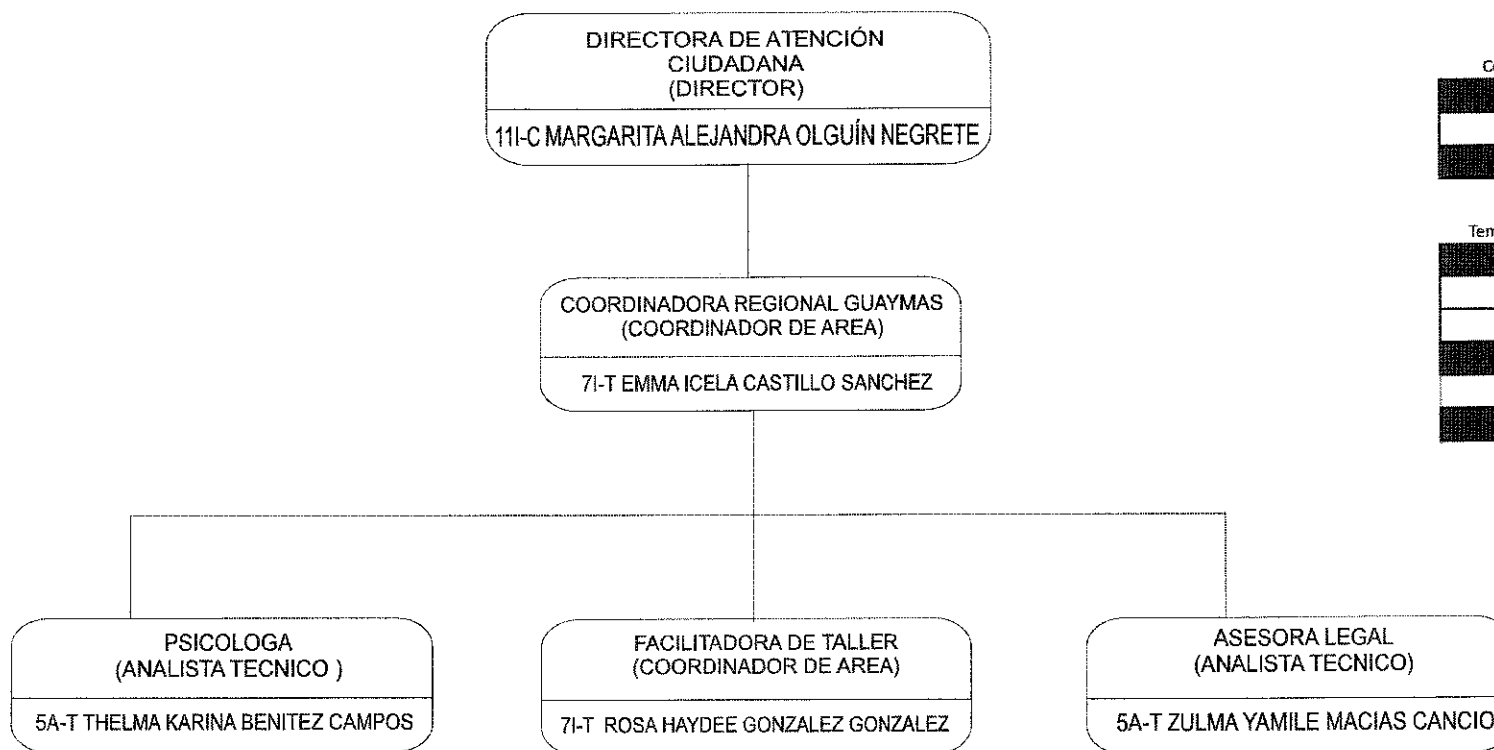 DIRECTORA DE ATENCIÓN
CIUDADANA
(DIRECTOR)
11I-C MARGARITA ALEJANDRA OLGUÍN NEGRETE
COORDINADORA REGIONAL GUAYMAS
(COORDINADOR DE AREA)
7I-T EMMA ICELA CASTILLO SANCHEZ
PSICOLOGA
(ANALISTA TECNICO )
5A-T THELMA KARINA BENITEZ CAMPOS
FACILITADORA DE TALLER
(COORDINADOR DE AREA)
7I-T ROSA HAYDEE GONZALEZ GONZALEZ
ASESORA LEGAL
(ANALISTA TECNICO)
5A-T ZULMA YAMILE MACIAS CANCIO